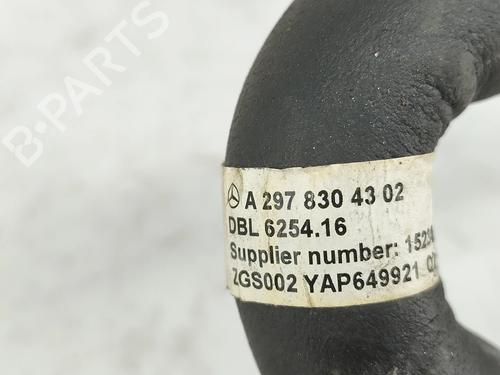 B-PARTS
A 297 830 43 02
DBL 6254.16
Supplier number:
ZGS002 YAP649921